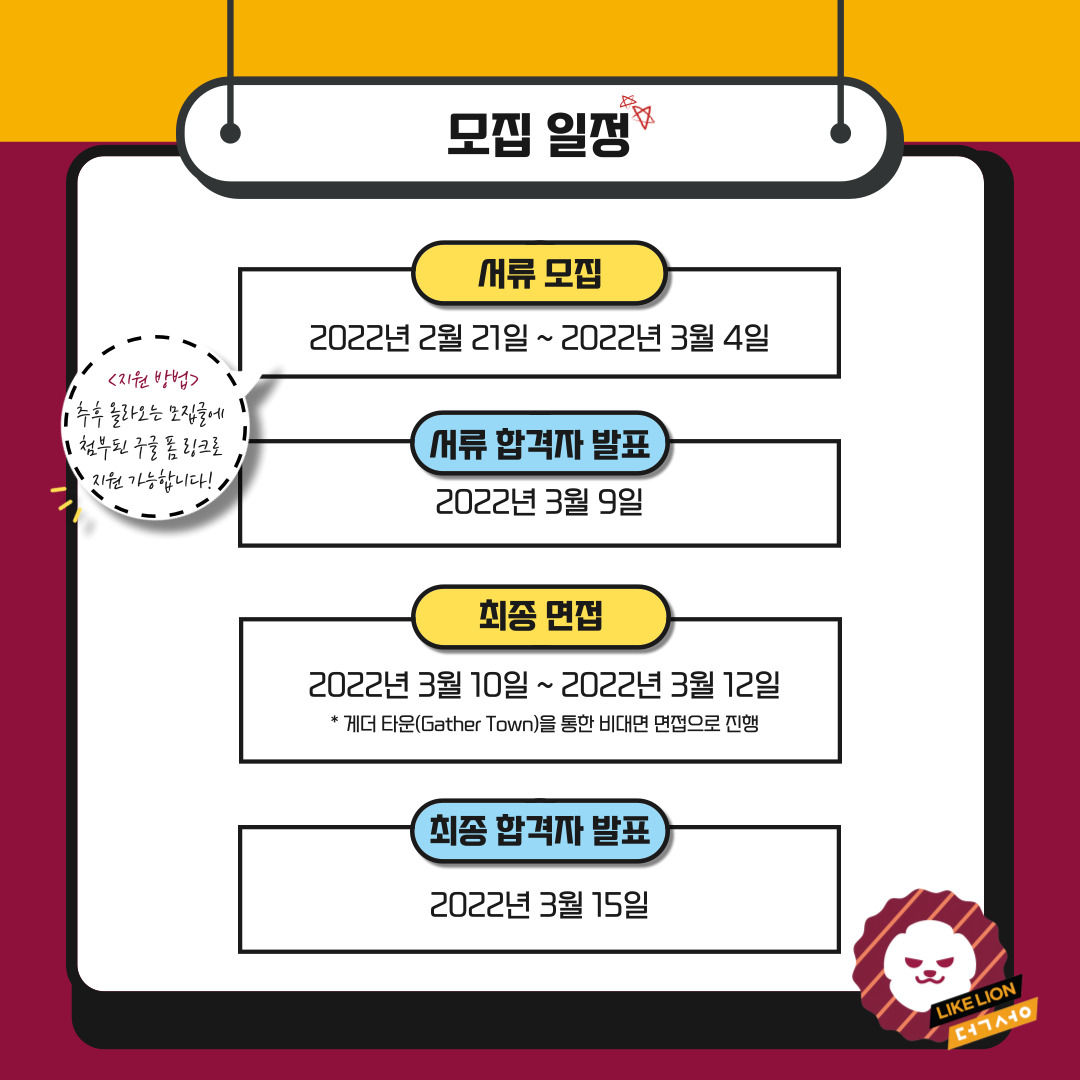 모집 일정
서류 모집
2022년 2월 21일 ~ 2022년 3월 4일
<지원 방법>
추후 올라오는 모집글에
첨부된 구글 폼 링크로
지원 가능합니다!
서류 합격자 발표
2022년 3월 9일
최종 면접
2022년 3월 10일 ~ 2022년 3월 12일
* 게더 타운(Gather Town)을 통한 비대면 면접으로 진행
최종 합격자 발표
2022년 3월 15일
LIKE LION